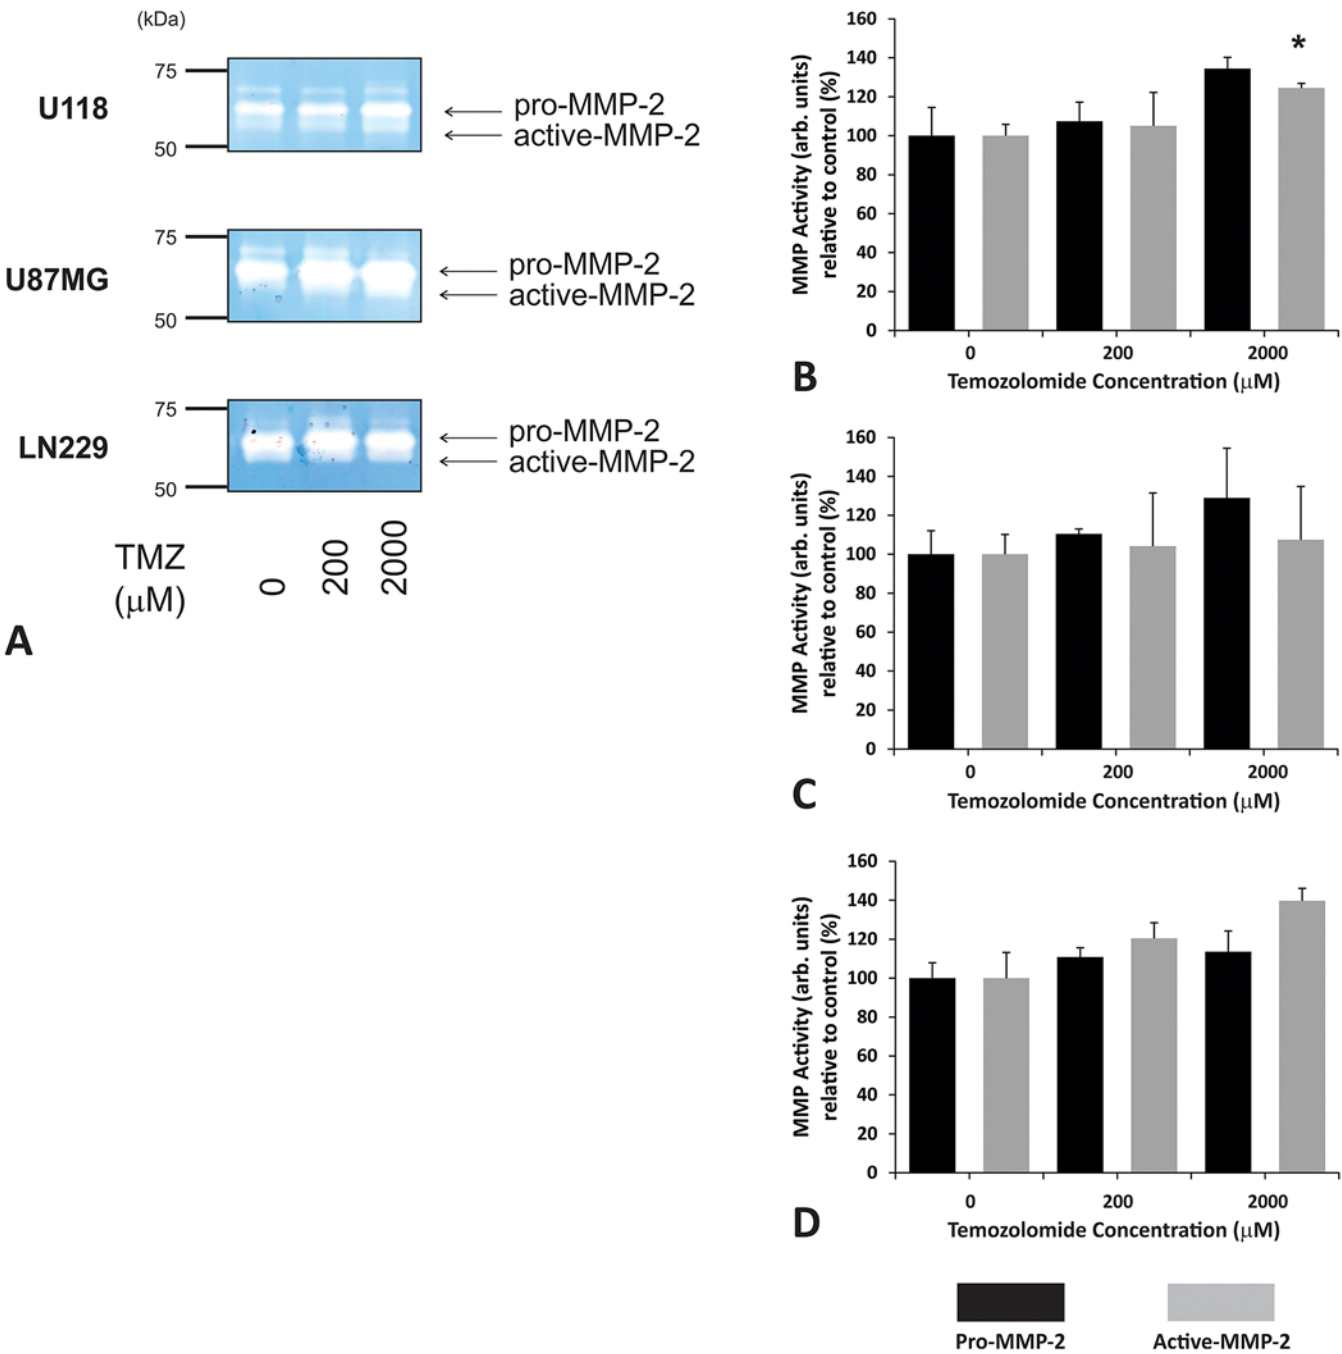 (kDa)
75
U118
50
pro-MMP-2
active-MMP-2
75
U87MG
50
pro-MMP-2
active-MMP-2
75
LN229
50
pro-MMP-2
active-MMP-2
TMZ
(μM)
0
200
2000
A
MMP Activity (arb. units)
relative to control (%)
160
140
120
100
80
60
40
20
0
*
0
200
2000
Temozolomide Concentration (μM)
B
MMP Activity (arb. units)
relative to control (%)
160
140
120
100
80
60
40
20
0
0
200
2000
Temozolomide Concentration (μM)
C
MMP Activity (arb. units)
relative to control (%)
160
140
120
100
80
60
40
20
0
0
200
2000
Temozolomide Concentration (μM)
D
Pro-MMP-2
Active-MMP-2